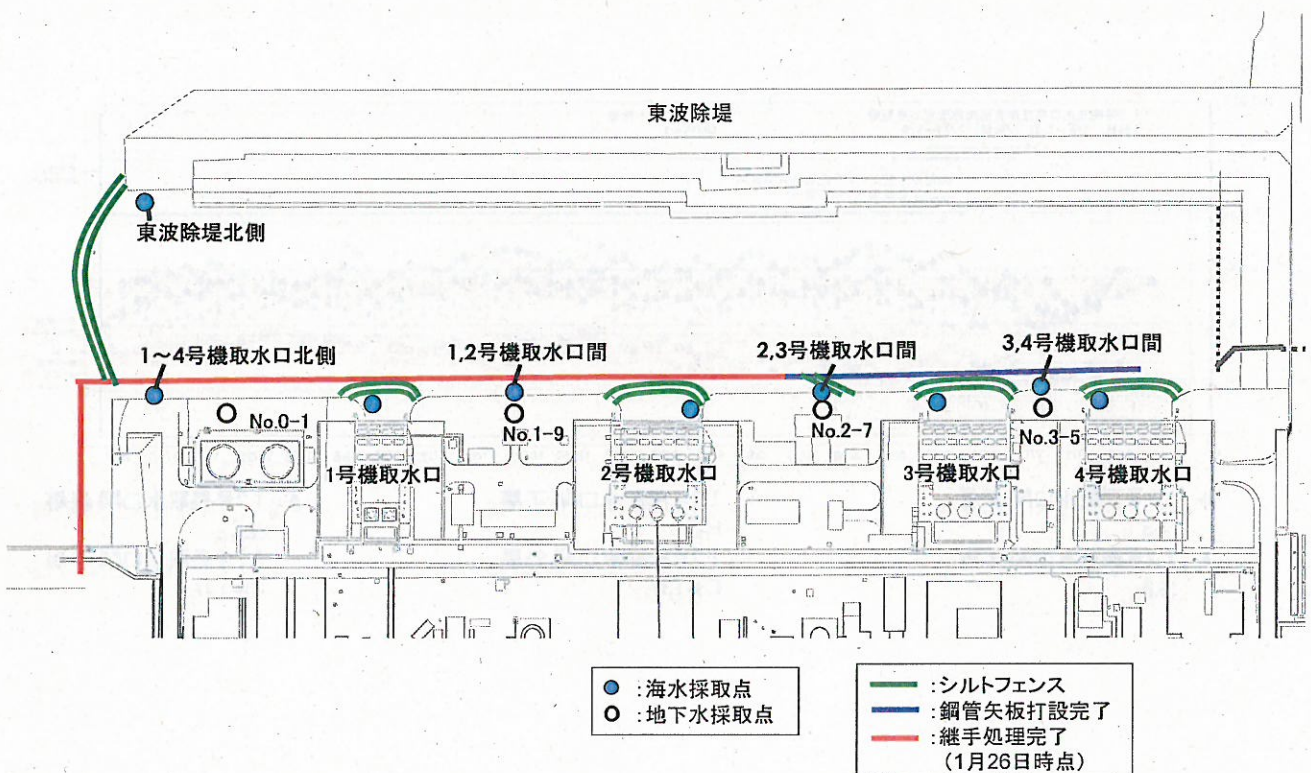 東波除堤
東波除堤北側
1～4号機取水口北側
1,2号機取水口間
2,3号機取水口間
3,4号機取水口間
No.0-1
No.1-9
No.2-7
No.3-5
1号機取水口
2号機取水口
3号機取水口
4号機取水口
:海水採取点
:地下水採取点
:シルトフェンス
:鋼管矢板打設完了
:継手処理完了
(1月26日時点)